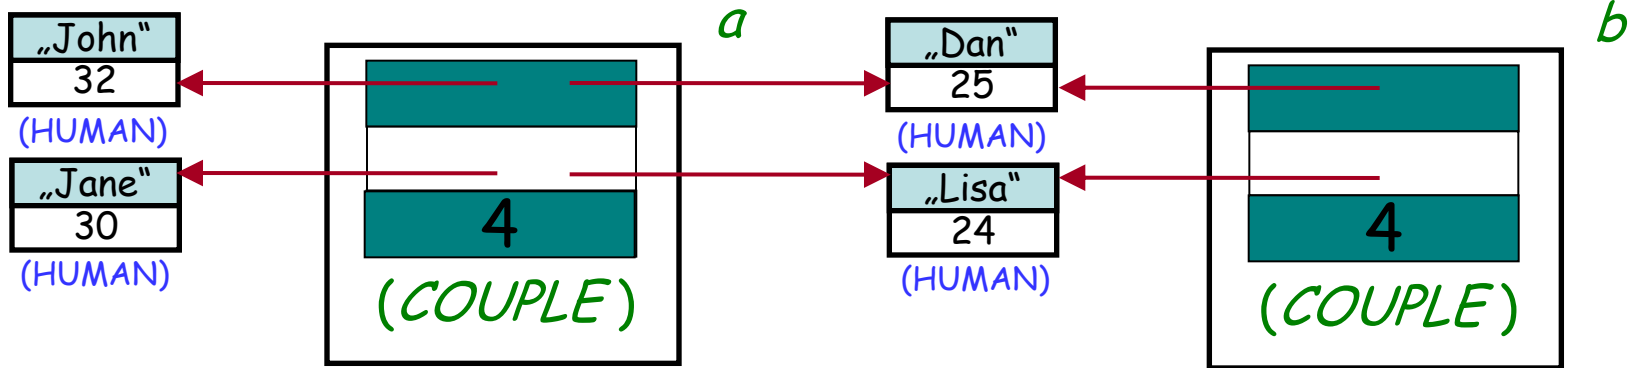 „John“
32
(HUMAN)
„Jane“
30
(HUMAN)
a
4
(COUPLE)
„Dan“
25
(HUMAN)
„Lisa“
24
(HUMAN)
b
4
(COUPLE)